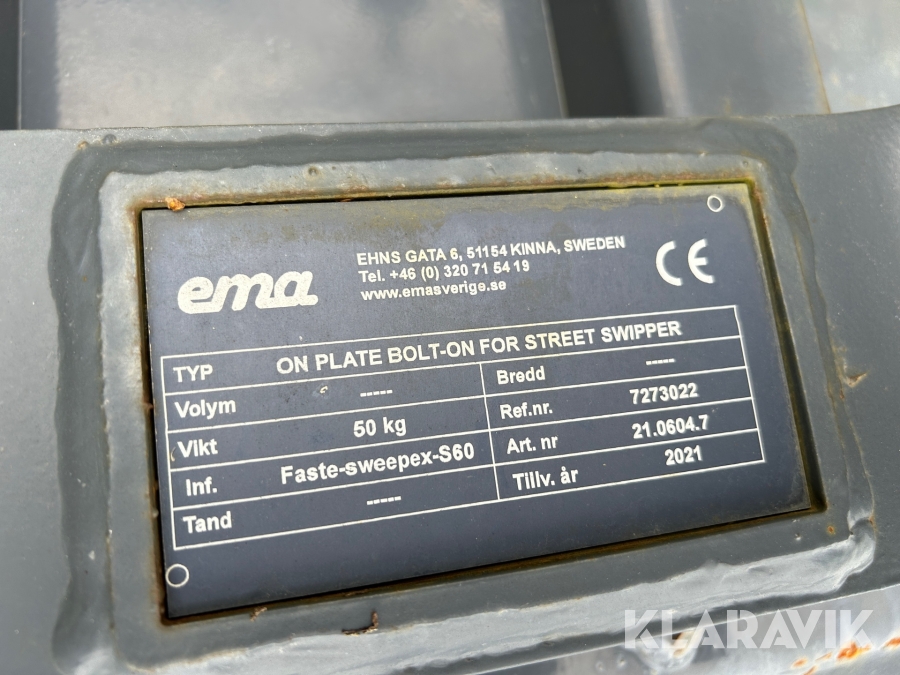 ema
EHNS GATA 6, 51154 KINNA, SWEDEN
Tel. +46 (0) 320 71 54 19
www.emasverige.se
CE
TYP ON PLATE BOLT-ON FOR STREET SWIPPER
Volym ----- Bredd -----
Vikt 50 kg Ref.nr. 7273022
Inf. Faste-sweepex-S60 Art. nr 21.0604.7
Tand ----- Tillv. år 2021
KLARAVIK